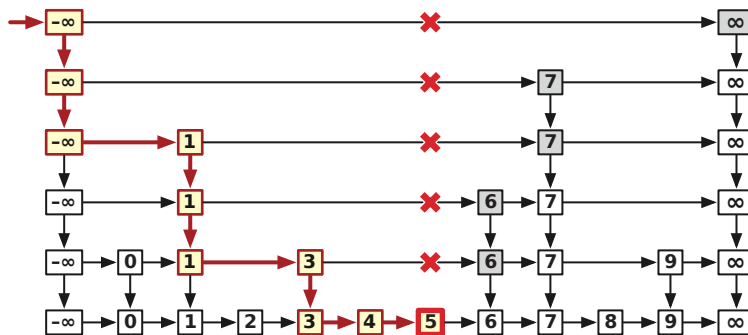 -∞ ∞
-∞ 7 ∞
-∞ 1 7 ∞
-∞ 1 6 7 ∞
-∞ 0 1 3 6 7 9 ∞
-∞ 0 1 2 3 4 5 6 7 8 9 ∞